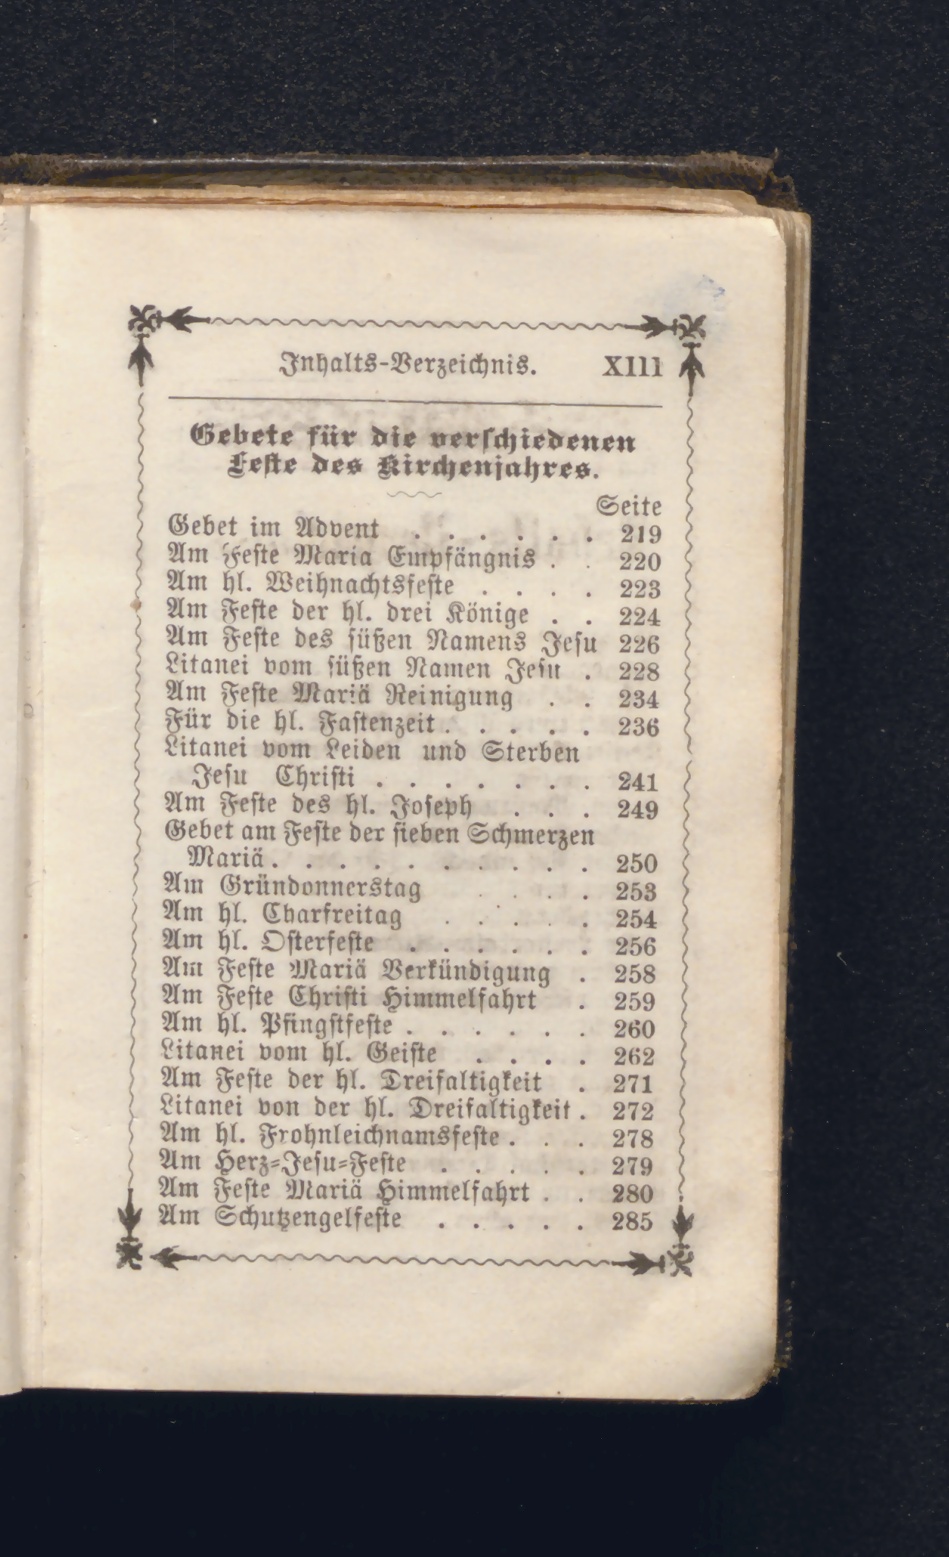 Inhalts-Verzeichnis. XIII
Gebete für die verschiedenen
Feste des Kirchenjahres.
Seite
Gebet im Advent . . . . . . 219
Am Feste Maria Empfängnis . . 220
Am hl. Weihnachtsfeste . . . . 223
Am Feste der hl. drei Könige . . 224
Am Feste des süßen Namens Jesu 226
Litanei vom süßen Namen Jesu . 228
Am Feste Mariä Reinigung . . 234
Für die hl. Fastenzeit . . . . . 236
Litanei vom Leiden und Sterben
Jesu Christi . . . . . . . 241
Am Feste des hl. Joseph . . . 249
Gebet am Feste der sieben Schmerzen
Mariä . . . . . . . . . . 250
Am Gründonnerstag . . . . 253
Am hl. Charfreitag . . . . . 254
Am hl. Osterfeste . . . . . . 256
Am Feste Mariä Verkündigung . 258
Am Feste Christi Himmelfahrt . 259
Am hl. Pfingstfeste . . . . . . 260
Litanei vom hl. Geiste . . . . 262
Am Feste der hl. Dreifaltigkeit . 271
Litanei von der hl. Dreifaltigkeit . 272
Am hl. Frohnleichnamsfeste . . . 278
Am Herz-Jesu-Feste . . . . . 279
Am Feste Mariä Himmelfahrt . . 280
Am Schutzengelfeste . . . . . 285